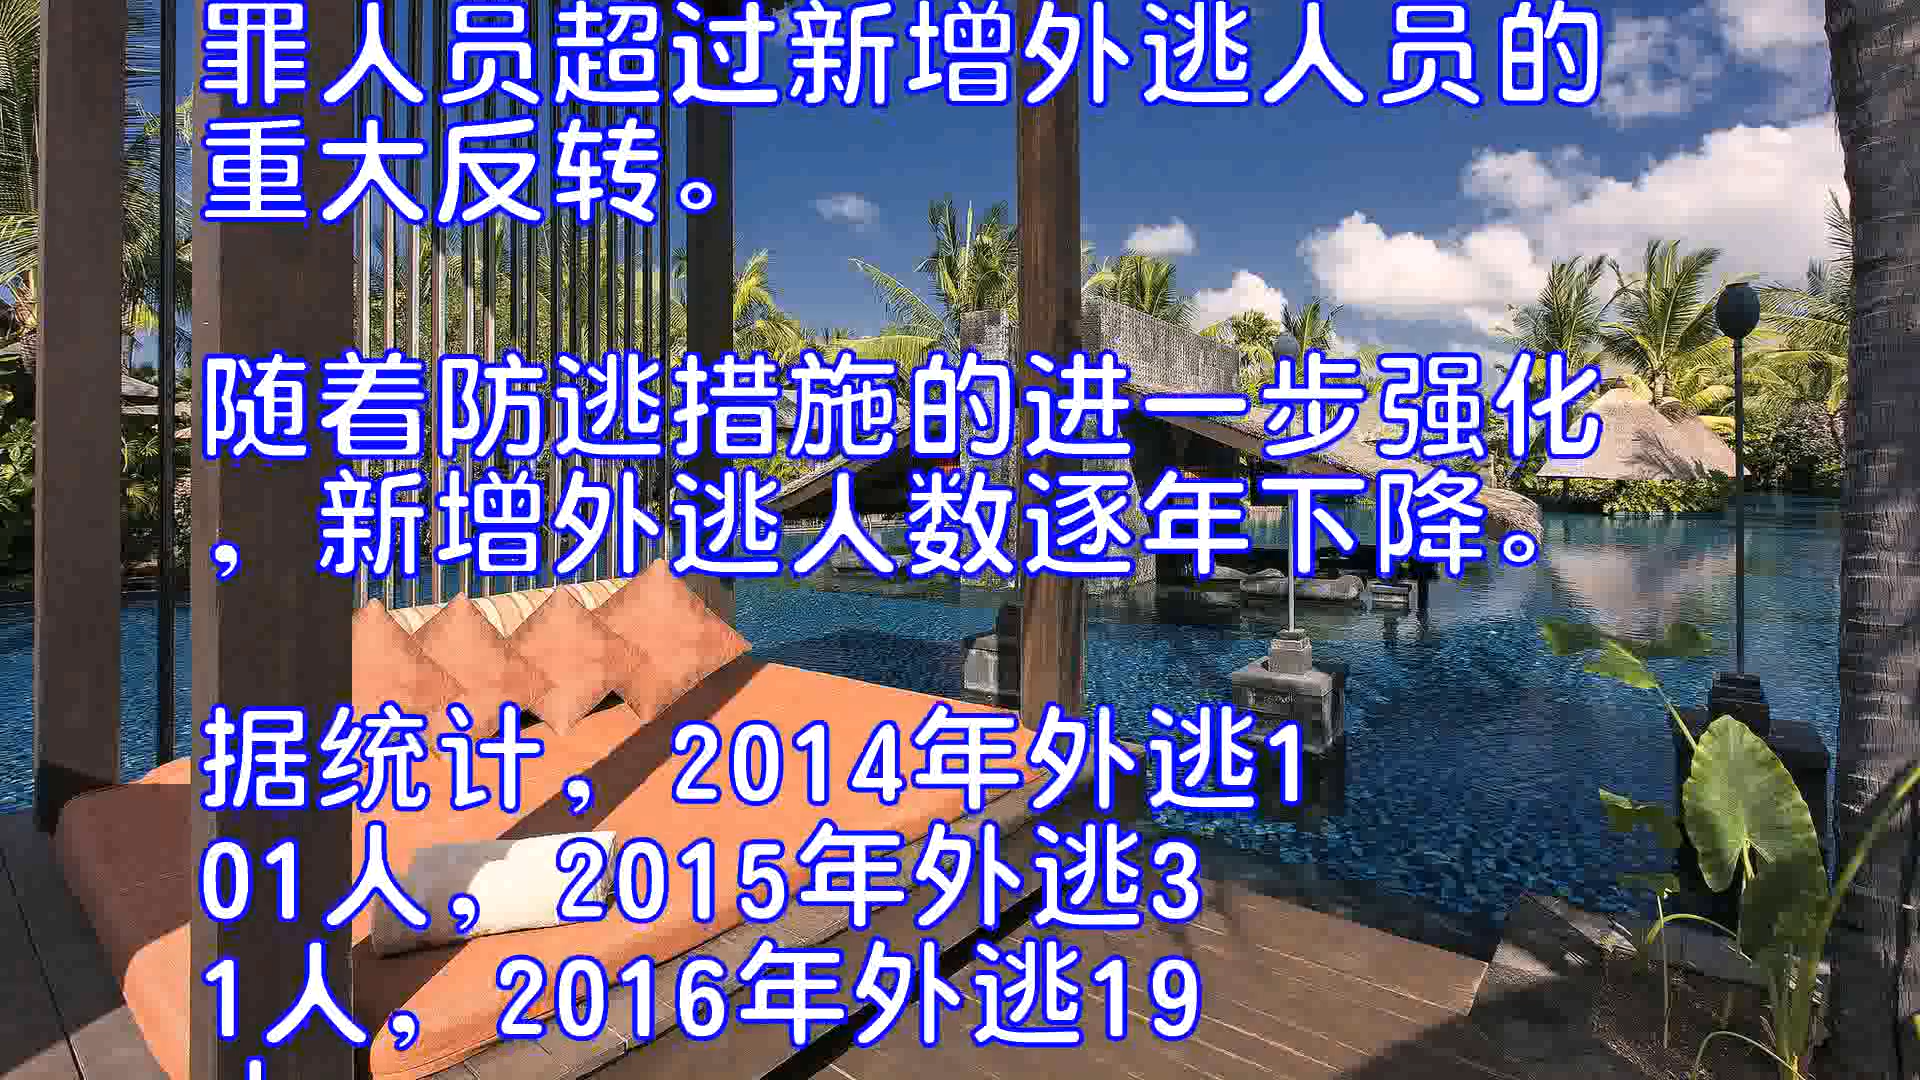 罪人员超过新增外逃人员的
重大反转。
随着防逃措施的进一步强化
，新增外逃人数逐年下降。
据统计，2014年外逃1
01人，2015年外逃3
1人，2016年外逃19